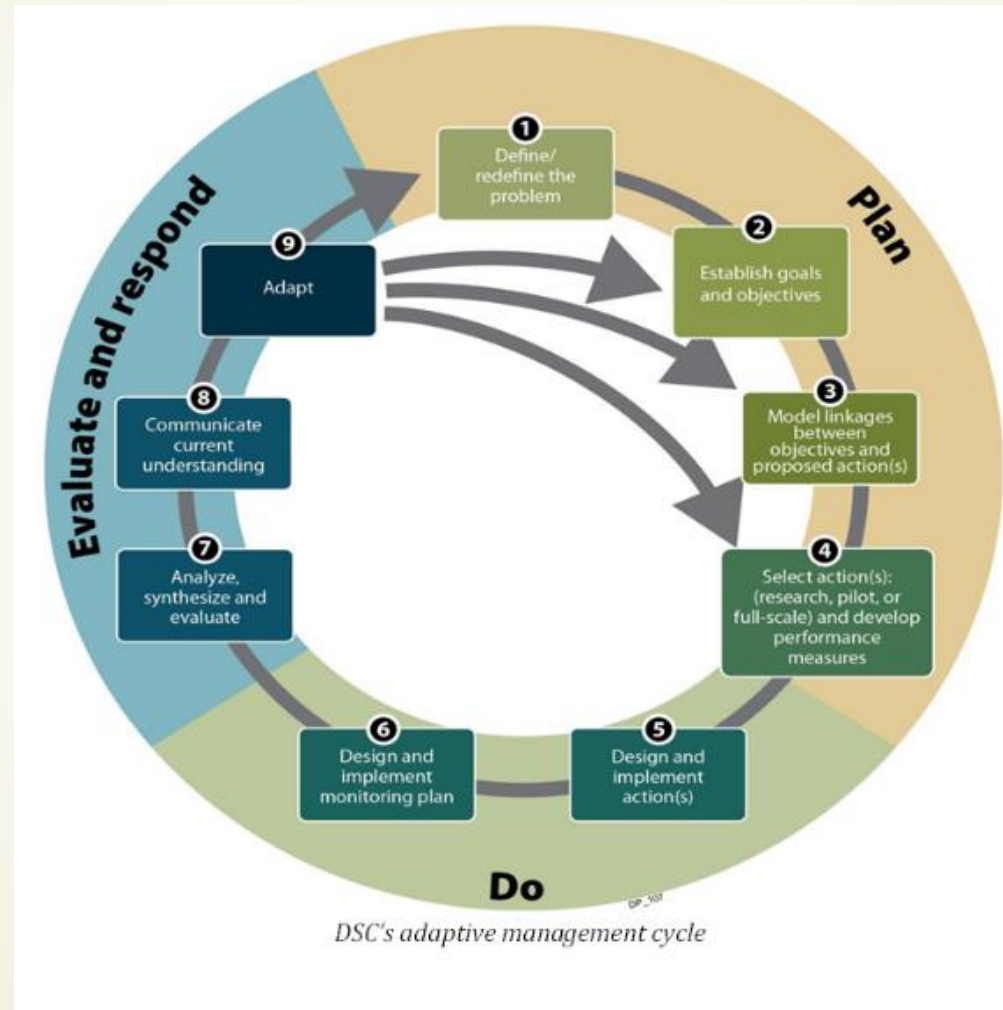 1
Define/
redefine the
problem
Plan
2
Establish goals
and objectives
3
Model linkages
between
objectives and
proposed action(s)
4
Select action(s):
(research, pilot, or
full-scale) and develop
performance
measures
5
Design and
implement
action(s)
6
Design and
implement
monitoring plan
Do
7
Analyze,
synthesize and
evaluate
8
Communicate
current
understanding
9
Adapt
Evaluate and respond
DP_107
DSC's adaptive management cycle